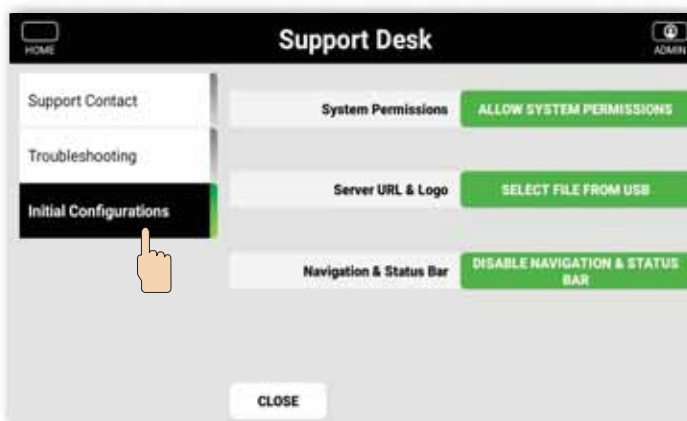 HOME
Support Desk
ADMIN
Support Contact
Troubleshooting
Initial Configurations
System Permissions
ALLOW SYSTEM PERMISSIONS
Server URL & Logo
SELECT FILE FROM USB
Navigation & Status Bar
DISABLE NAVIGATION & STATUS
BAR
CLOSE